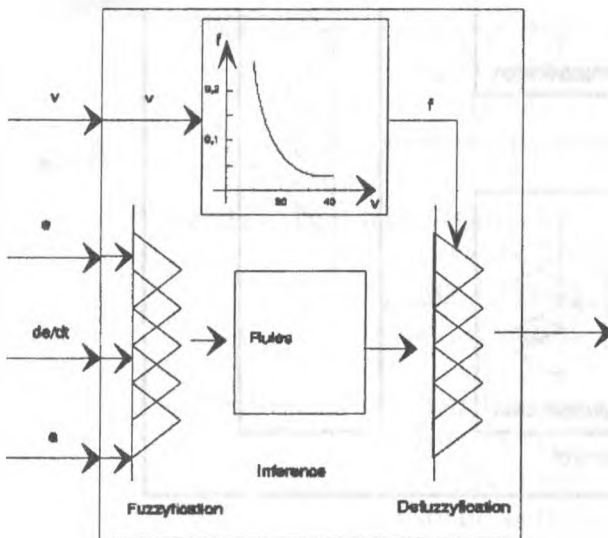 f
v
v
0,2
0,1
f
20
40
V
e
de/dt
a
Rules
Inference
Fuzzyfication
Defuzzyfication